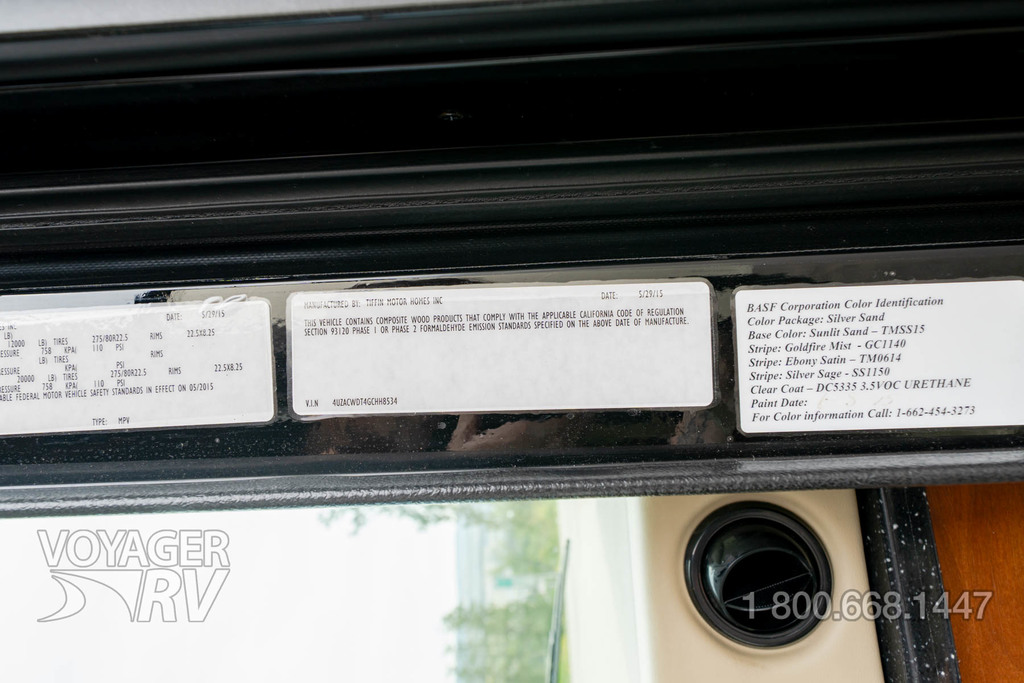 ES INC
DATE: 5/29/15
LB)
12000 LB) TIRES 275/80R22.5 RIMS 22.5X8.25
ESSURE 758 KPA/ 110 PSI
LB) TIRES RIMS
ESSURE KPA/ PSI
20000 LB) TIRES 275/80R22.5 RIMS 22.5X8.25
ESSURE 758 KPA/ 110 PSI
ABLE FEDERAL MOTOR VEHICLE SAFETY STANDARDS IN EFFECT ON 05/2015
TYPE: MPV
MANUFACTURED BY: TIFFIN MOTOR HOMES INC DATE: 5/29/15
THIS VEHICLE CONTAINS COMPOSITE WOOD PRODUCTS THAT COMPLY WITH THE APPLICABLE CALIFORNIA CODE OF REGULATION
SECTION 93120 PHASE 1 OR PHASE 2 FORMALDEHYDE EMISSION STANDARDS SPECIFIED ON THE ABOVE DATE OF MANUFACTURE.
V.I.N 4UZACWDT4GCHH8534
BASF Corporation Color Identification
Color Package: Silver Sand
Base Color: Sunlit Sand – TMSS15
Stripe: Goldfire Mist - GC1140
Stripe: Ebony Satin – TM0614
Stripe: Silver Sage - SS1150
Clear Coat – DC5335 3.5VOC URETHANE
Paint Date:
For Color information Call: 1-662-454-3273
VOYAGER
RV
1 800.668.1447